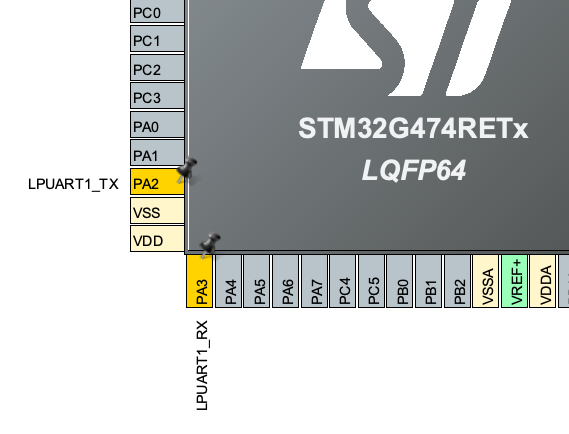 PC0
PC1
PC2
PC3
PA0
PA1
LPUART1_TX PA2
VSS
VDD
STM32G474RETx
LQFP64
PA3
PA4
PA5
PA6
PA7
PC4
PC5
PB0
PB1
PB2
VSSA
VREF+
VDDA
LPUART1_RX